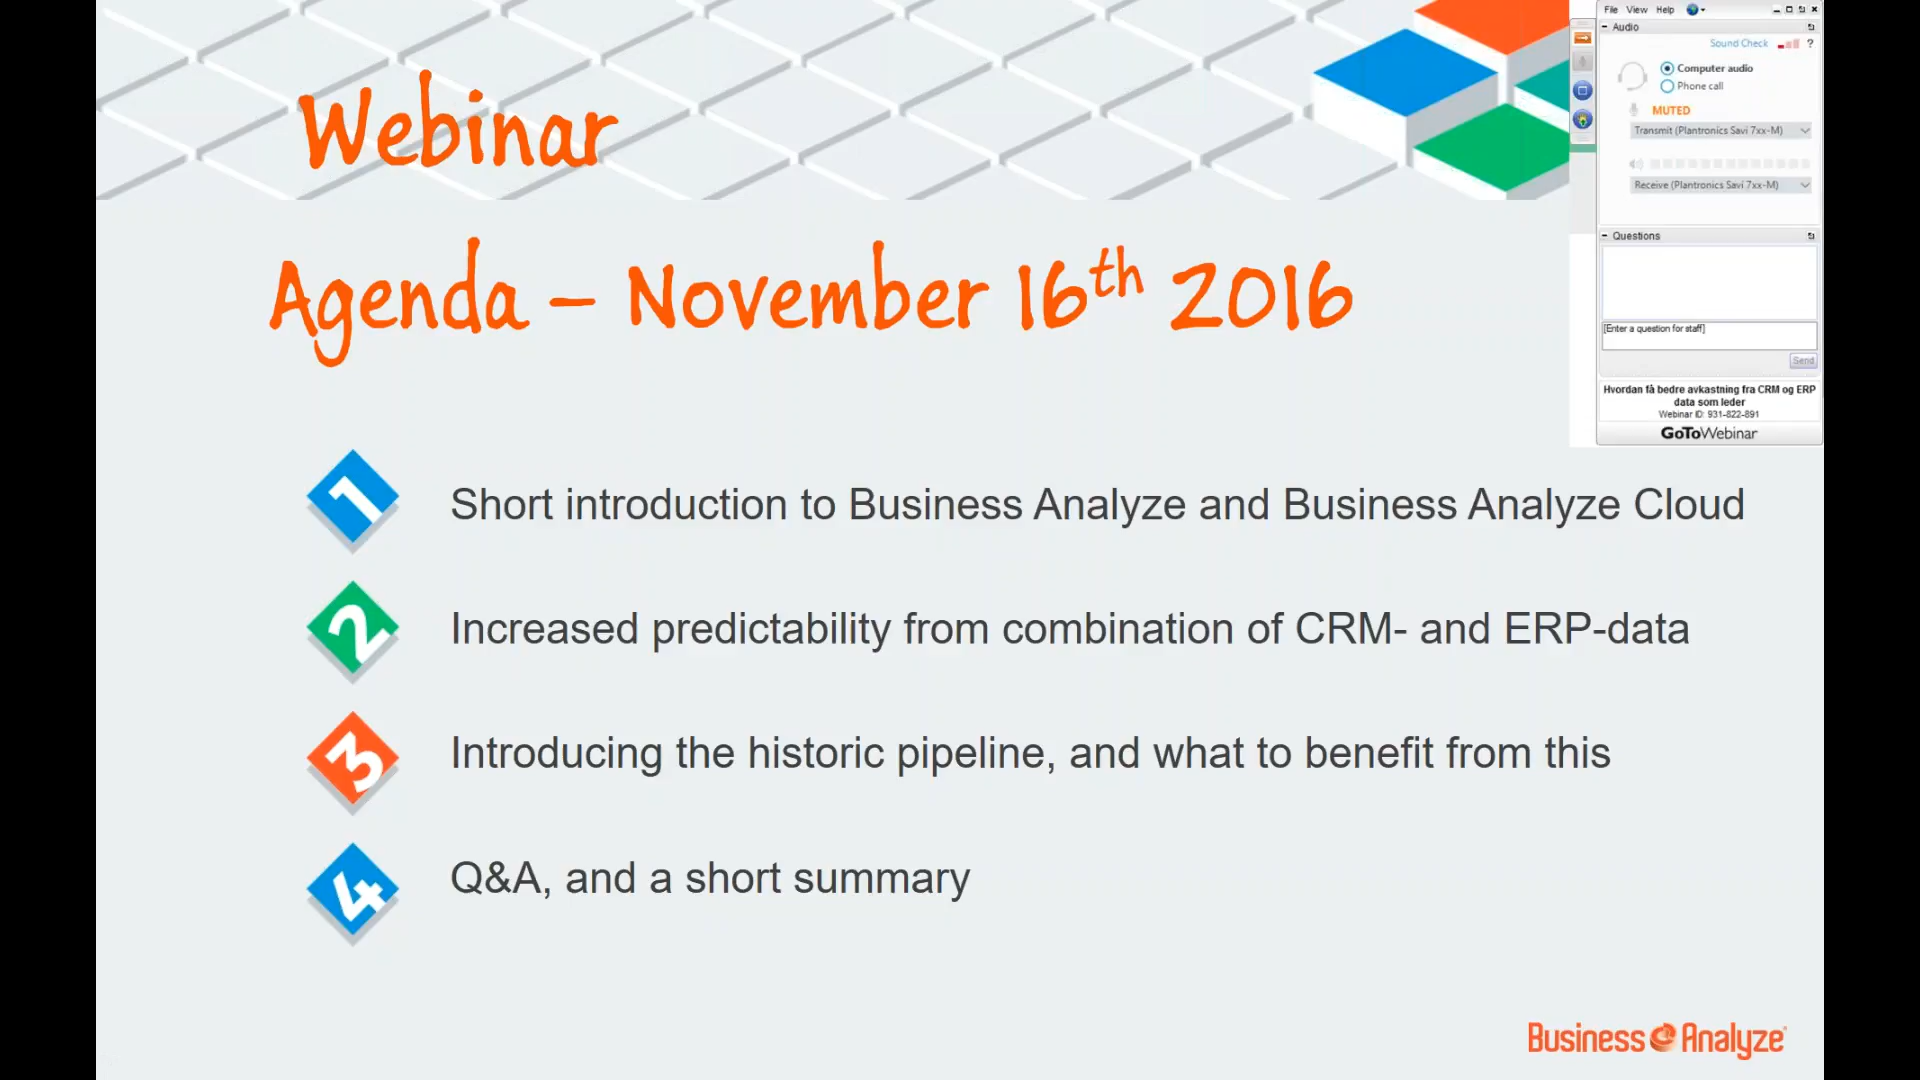 Webinar
Agenda – November 16th 2016
1 Short introduction to Business Analyze and Business Analyze Cloud
2 Increased predictability from combination of CRM- and ERP-data
3 Introducing the historic pipeline, and what to benefit from this
4 Q&A, and a short summary
Business Analyze
File View Help
Audio
Sound Check ?
Computer audio
Phone call
MUTED
Transmit (Plantronics Savi 7xx-M)
Receive (Plantronics Savi 7xx-M)
Questions
[Enter a question for staff]
Send
Hvordan få bedre avkastning fra CRM og ERP
data som leder
Webinar ID: 931-822-891
GoToWebinar